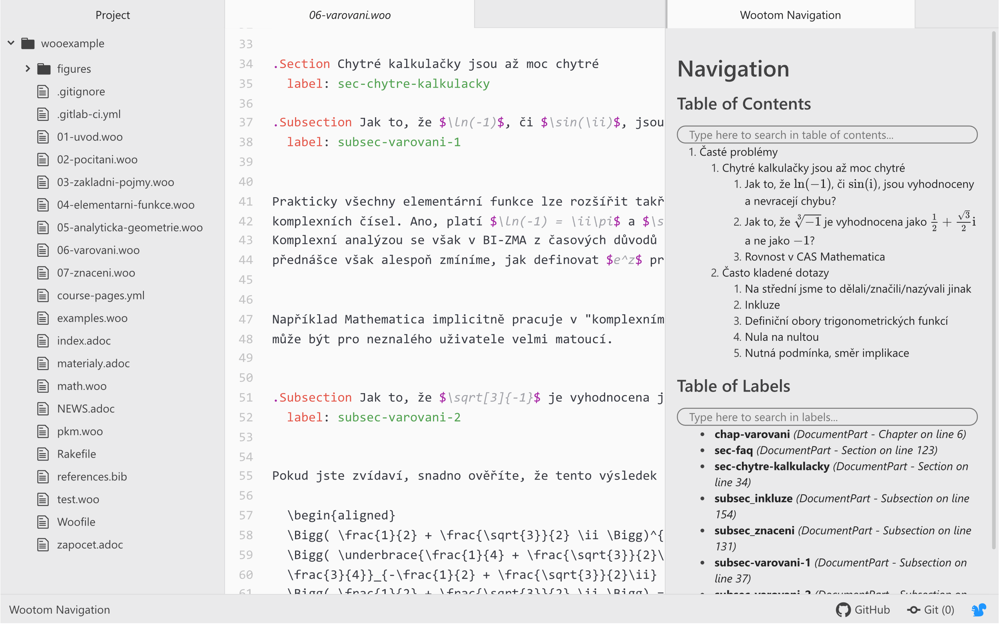 Project
wooexample
figures
.gitignore
.gitlab-ci.yml
01-uvod.woo
02-pocitani.woo
03-zakladni-pojmy.woo
04-elementarni-funkce.woo
05-analyticka-geometrie.woo
06-varovani.woo
07-znaceni.woo
course-pages.yml
examples.woo
index.adoc
materialy.adoc
math.woo
NEWS.adoc
pkm.woo
Rakefile
references.bib
test.woo
Woofile
zapocet.adoc
06-varovani.woo
33
34 .Section Chytré kalkulačky jsou až moc chytré
35 label: sec-chytre-kalkulacky
36
37 .Subsection Jak to, že $\ln(-1)$, či $\sin(\ii)$, jsou
38 label: subsec-varovani-1
39
40
41 Prakticky všechny elementární funkce lze rozšířit takř
42 komplexních čísel. Ano, platí $\ln(-1) = \ii\pi$ a $\s
43 Komplexní analýzou se však v BI-ZMA z časových důvodů
44 přednášce však alespoň zmíníme, jak definovat $e^z$ pr
45
46
47 Například Mathematica implicitně pracuje v "komplexním
48 může být pro neznalého uživatele velmi matoucí.
49
50
51 .Subsection Jak to, že $\sqrt[3]{-1}$ je vyhodnocena j
52 label: subsec-varovani-2
53
54
55 Pokud jste zvídaví, snadno ověříte, že tento výsledek
56
57 \begin{aligned}
58 \Bigg( \frac{1}{2} + \frac{\sqrt{3}}{2} \ii \Bigg)^{
59 \Bigg( \underbrace{\frac{1}{4} + \frac{\sqrt{3}}{2}\
60 \frac{3}{4}}_{-\frac{1}{2} + \frac{\sqrt{3}}{2}\ii}
61 \Bigg( \frac{1}{2} + \frac{\sqrt{3}}{2} \ii \Bigg) =
Wootom Navigation
Navigation
Table of Contents
Type here to search in table of contents...
1. Časté problémy
1. Chytré kalkulačky jsou až moc chytré
1. Jak to, že ln(−1), či sin(i), jsou vyhodnoceny
a nevracejí chybu?
2. Jak to, že ∛−1 je vyhodnocena jako 1/2 + √3/2 i
a ne jako −1?
3. Rovnost v CAS Mathematica
2. Často kladené dotazy
1. Na střední jsme to dělali/značili/nazývali jinak
2. Inkluze
3. Definiční obory trigonometrických funkcí
4. Nula na nultou
5. Nutná podmínka, směr implikace
Table of Labels
Type here to search in labels...
• chap-varovani (DocumentPart - Chapter on line 6)
• sec-faq (DocumentPart - Section on line 123)
• sec-chytre-kalkulacky (DocumentPart - Section on
line 34)
• subsec_inkluze (DocumentPart - Subsection on line
154)
• subsec_znaceni (DocumentPart - Subsection on line
131)
• subsec-varovani-1 (DocumentPart - Subsection on
line 37)
• subsec-varovani-2 (DocumentPart - Subsection on
Wootom Navigation
GitHub
Git (0)